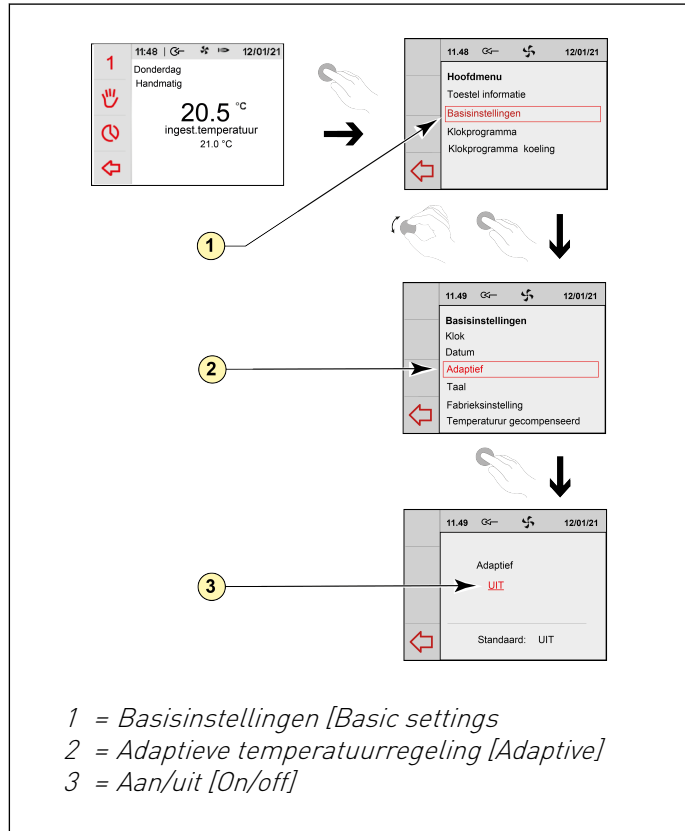 11:48 12/01/21
1
Donderdag
Handmatig
20.5 °C
ingest.temperatuur
21.0 °C
11.48 12/01/21
Hoofdmenu
Toestel informatie
Basisinstellingen
Klokprogramma
Klokprogramma koeling
1
11.49 12/01/21
Basisinstellingen
Klok
Datum
Adaptief
Taal
Fabrieksinstelling
Temperaturur gecompenseerd
2
11.49 12/01/21
Adaptief
UIT
Standaard: UIT
3
1 = Basisinstellingen [Basic settings
2 = Adaptieve temperatuurregeling [Adaptive]
3 = Aan/uit [On/off]